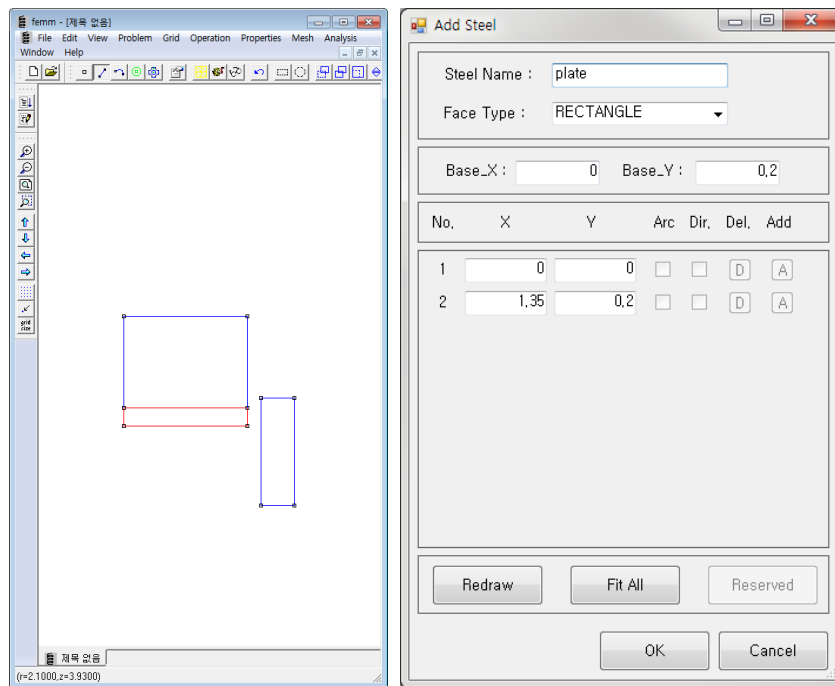 femm - [제목 없음]
File Edit View Problem Grid Operation Properties Mesh Analysis
Window Help
grid
size
제목 없음
(r=2.1000,z=3.9300)
Add Steel
Steel Name : plate
Face Type : RECTANGLE
Base_X : 0 Base_Y : 0.2
No. X Y Arc Dir. Del. Add
1 0 0 D A
2 1.35 0.2 D A
Redraw Fit All Reserved
OK Cancel